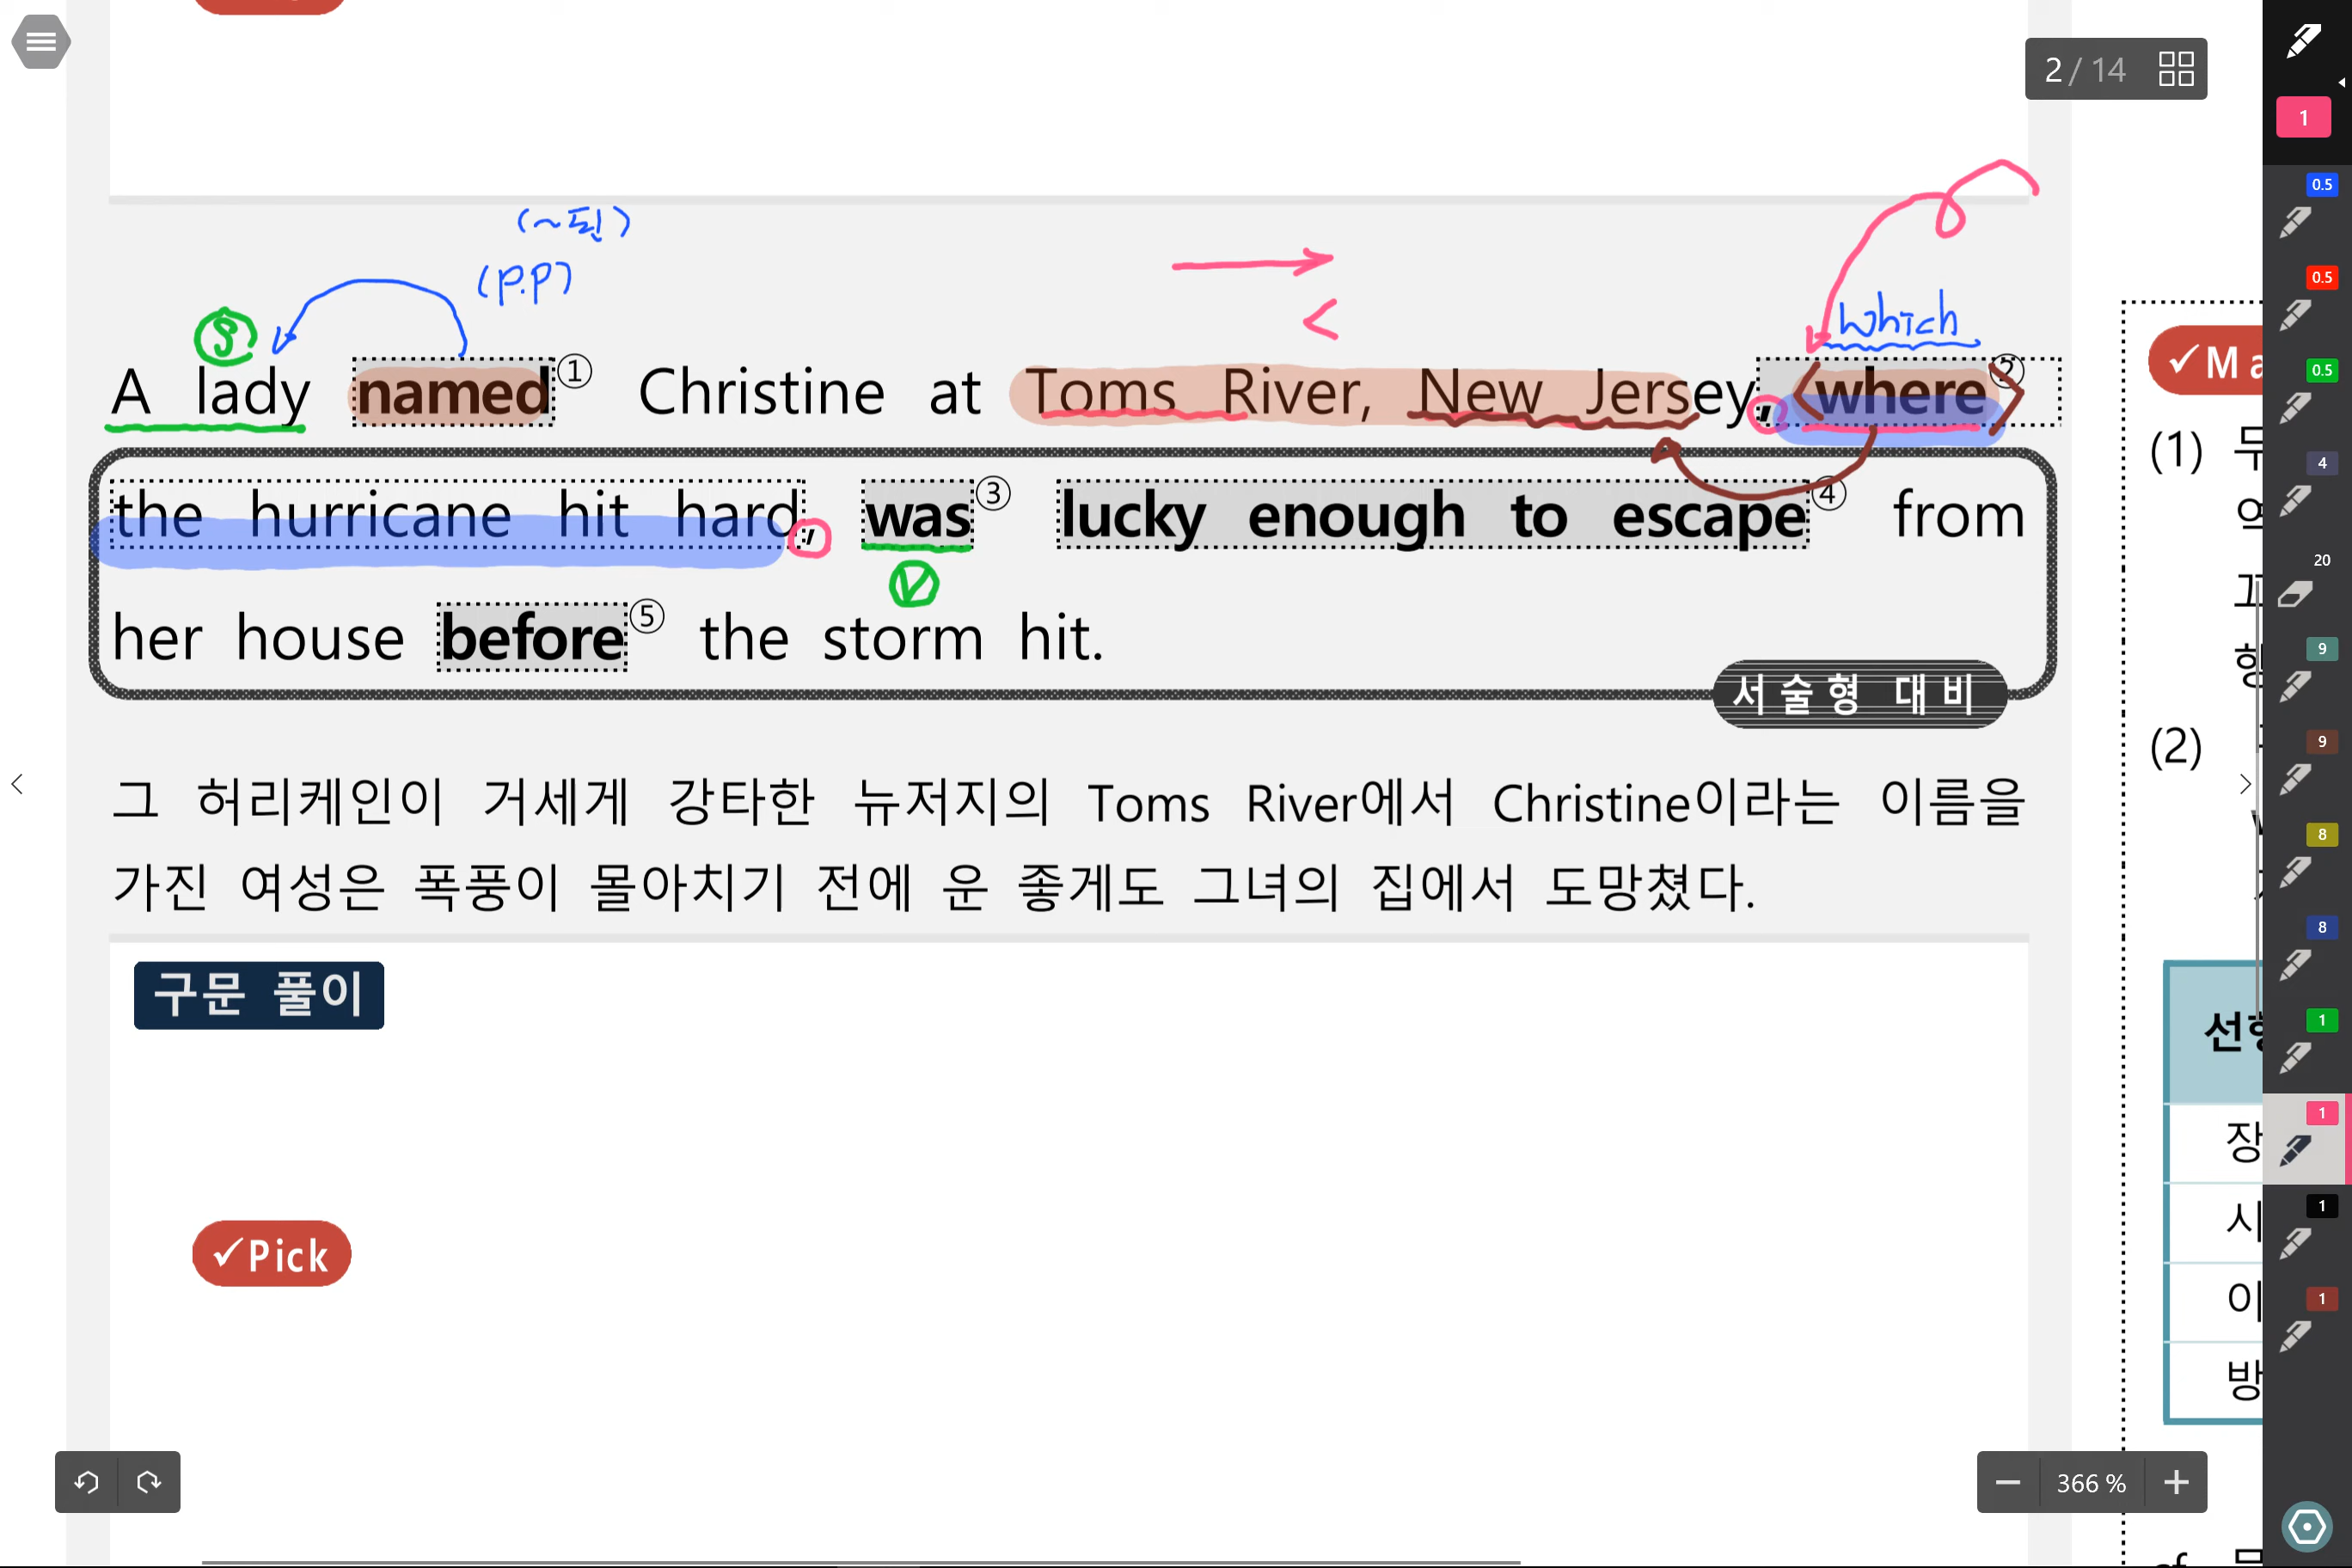 2 / 14
1
(~된)
(p.p)
S
<
which
A lady named① Christine at Toms River, New Jersey, where②
the hurricane hit hard, was③ lucky enough to escape④ from
V
her house before⑤ the storm hit.
서술형 대비
그 허리케인이 거세게 강타한 뉴저지의 Toms River에서 Christine이라는 이름을
가진 여성은 폭풍이 몰아치기 전에 운 좋게도 그녀의 집에서 도망쳤다.
구문 풀이
✓Pick
366 %
✓Ma
(1)
(2)
장
시
이
방
0.5
0.5
0.5
4
20
9
9
8
8
1
1
1
1